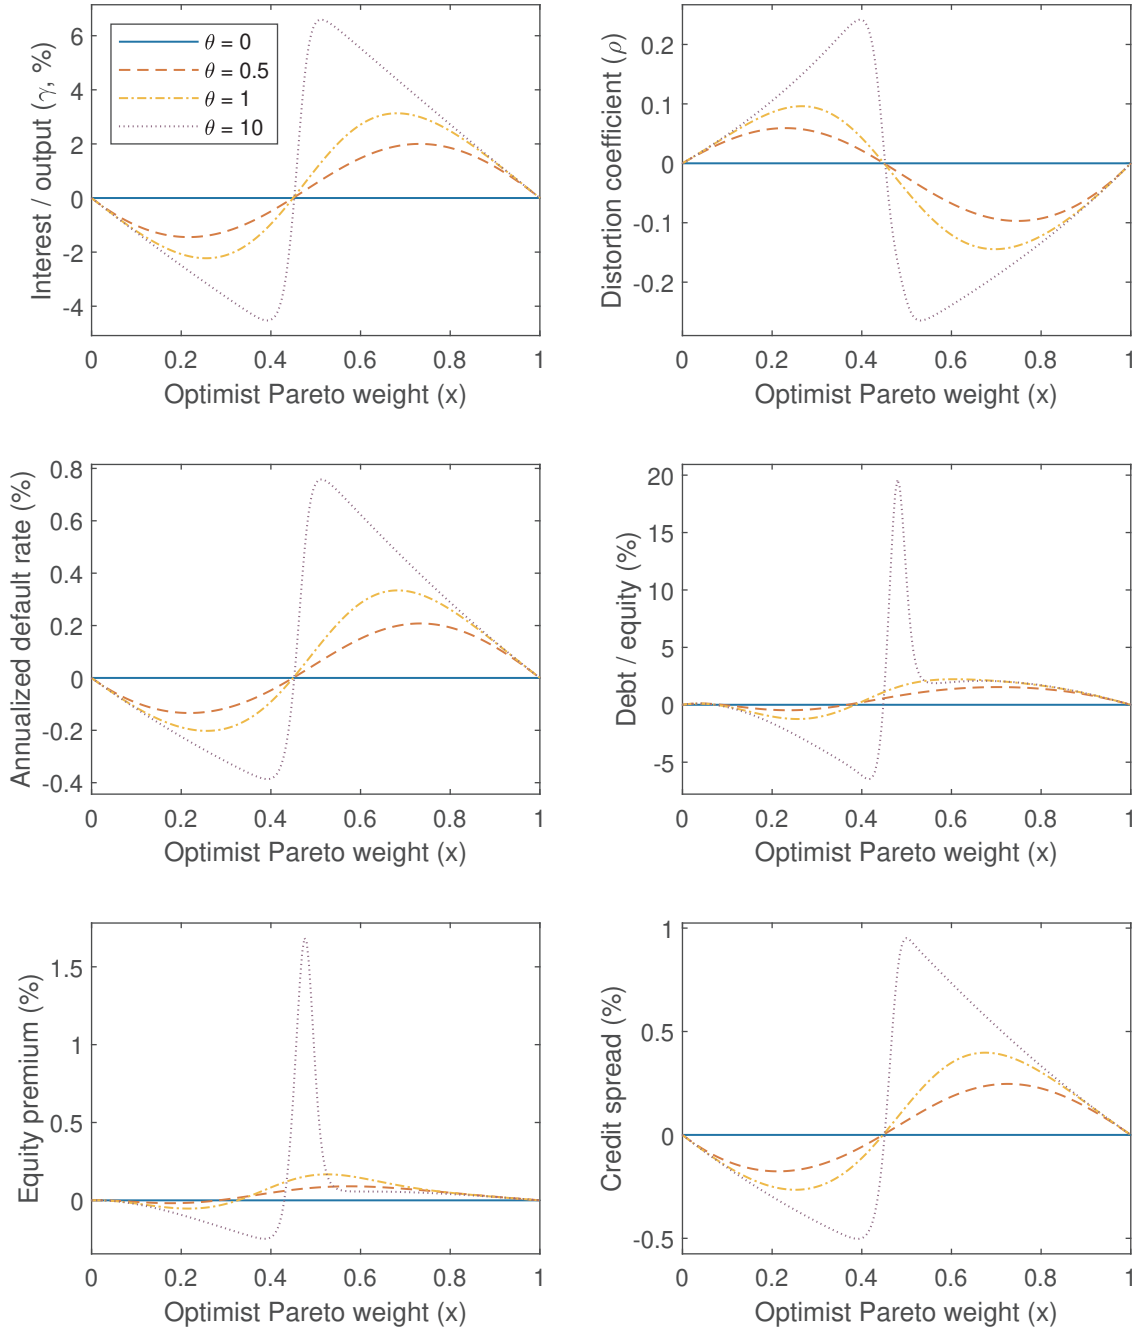 Interest / output (γ, %)
6
4
2
0
-2
-4
θ = 0
θ = 0.5
θ = 1
θ = 10
0 0.2 0.4 0.6 0.8 1
Optimist Pareto weight (x)
Distortion coefficient (ρ)
0.2
0.1
0
-0.1
-0.2
0 0.2 0.4 0.6 0.8 1
Optimist Pareto weight (x)
Annualized default rate (%)
0.8
0.6
0.4
0.2
0
-0.2
-0.4
0 0.2 0.4 0.6 0.8 1
Optimist Pareto weight (x)
Debt / equity (%)
20
15
10
5
0
-5
0 0.2 0.4 0.6 0.8 1
Optimist Pareto weight (x)
Equity premium (%)
1.5
1
0.5
0
0 0.2 0.4 0.6 0.8 1
Optimist Pareto weight (x)
Credit spread (%)
1
0.5
0
-0.5
0 0.2 0.4 0.6 0.8 1
Optimist Pareto weight (x)